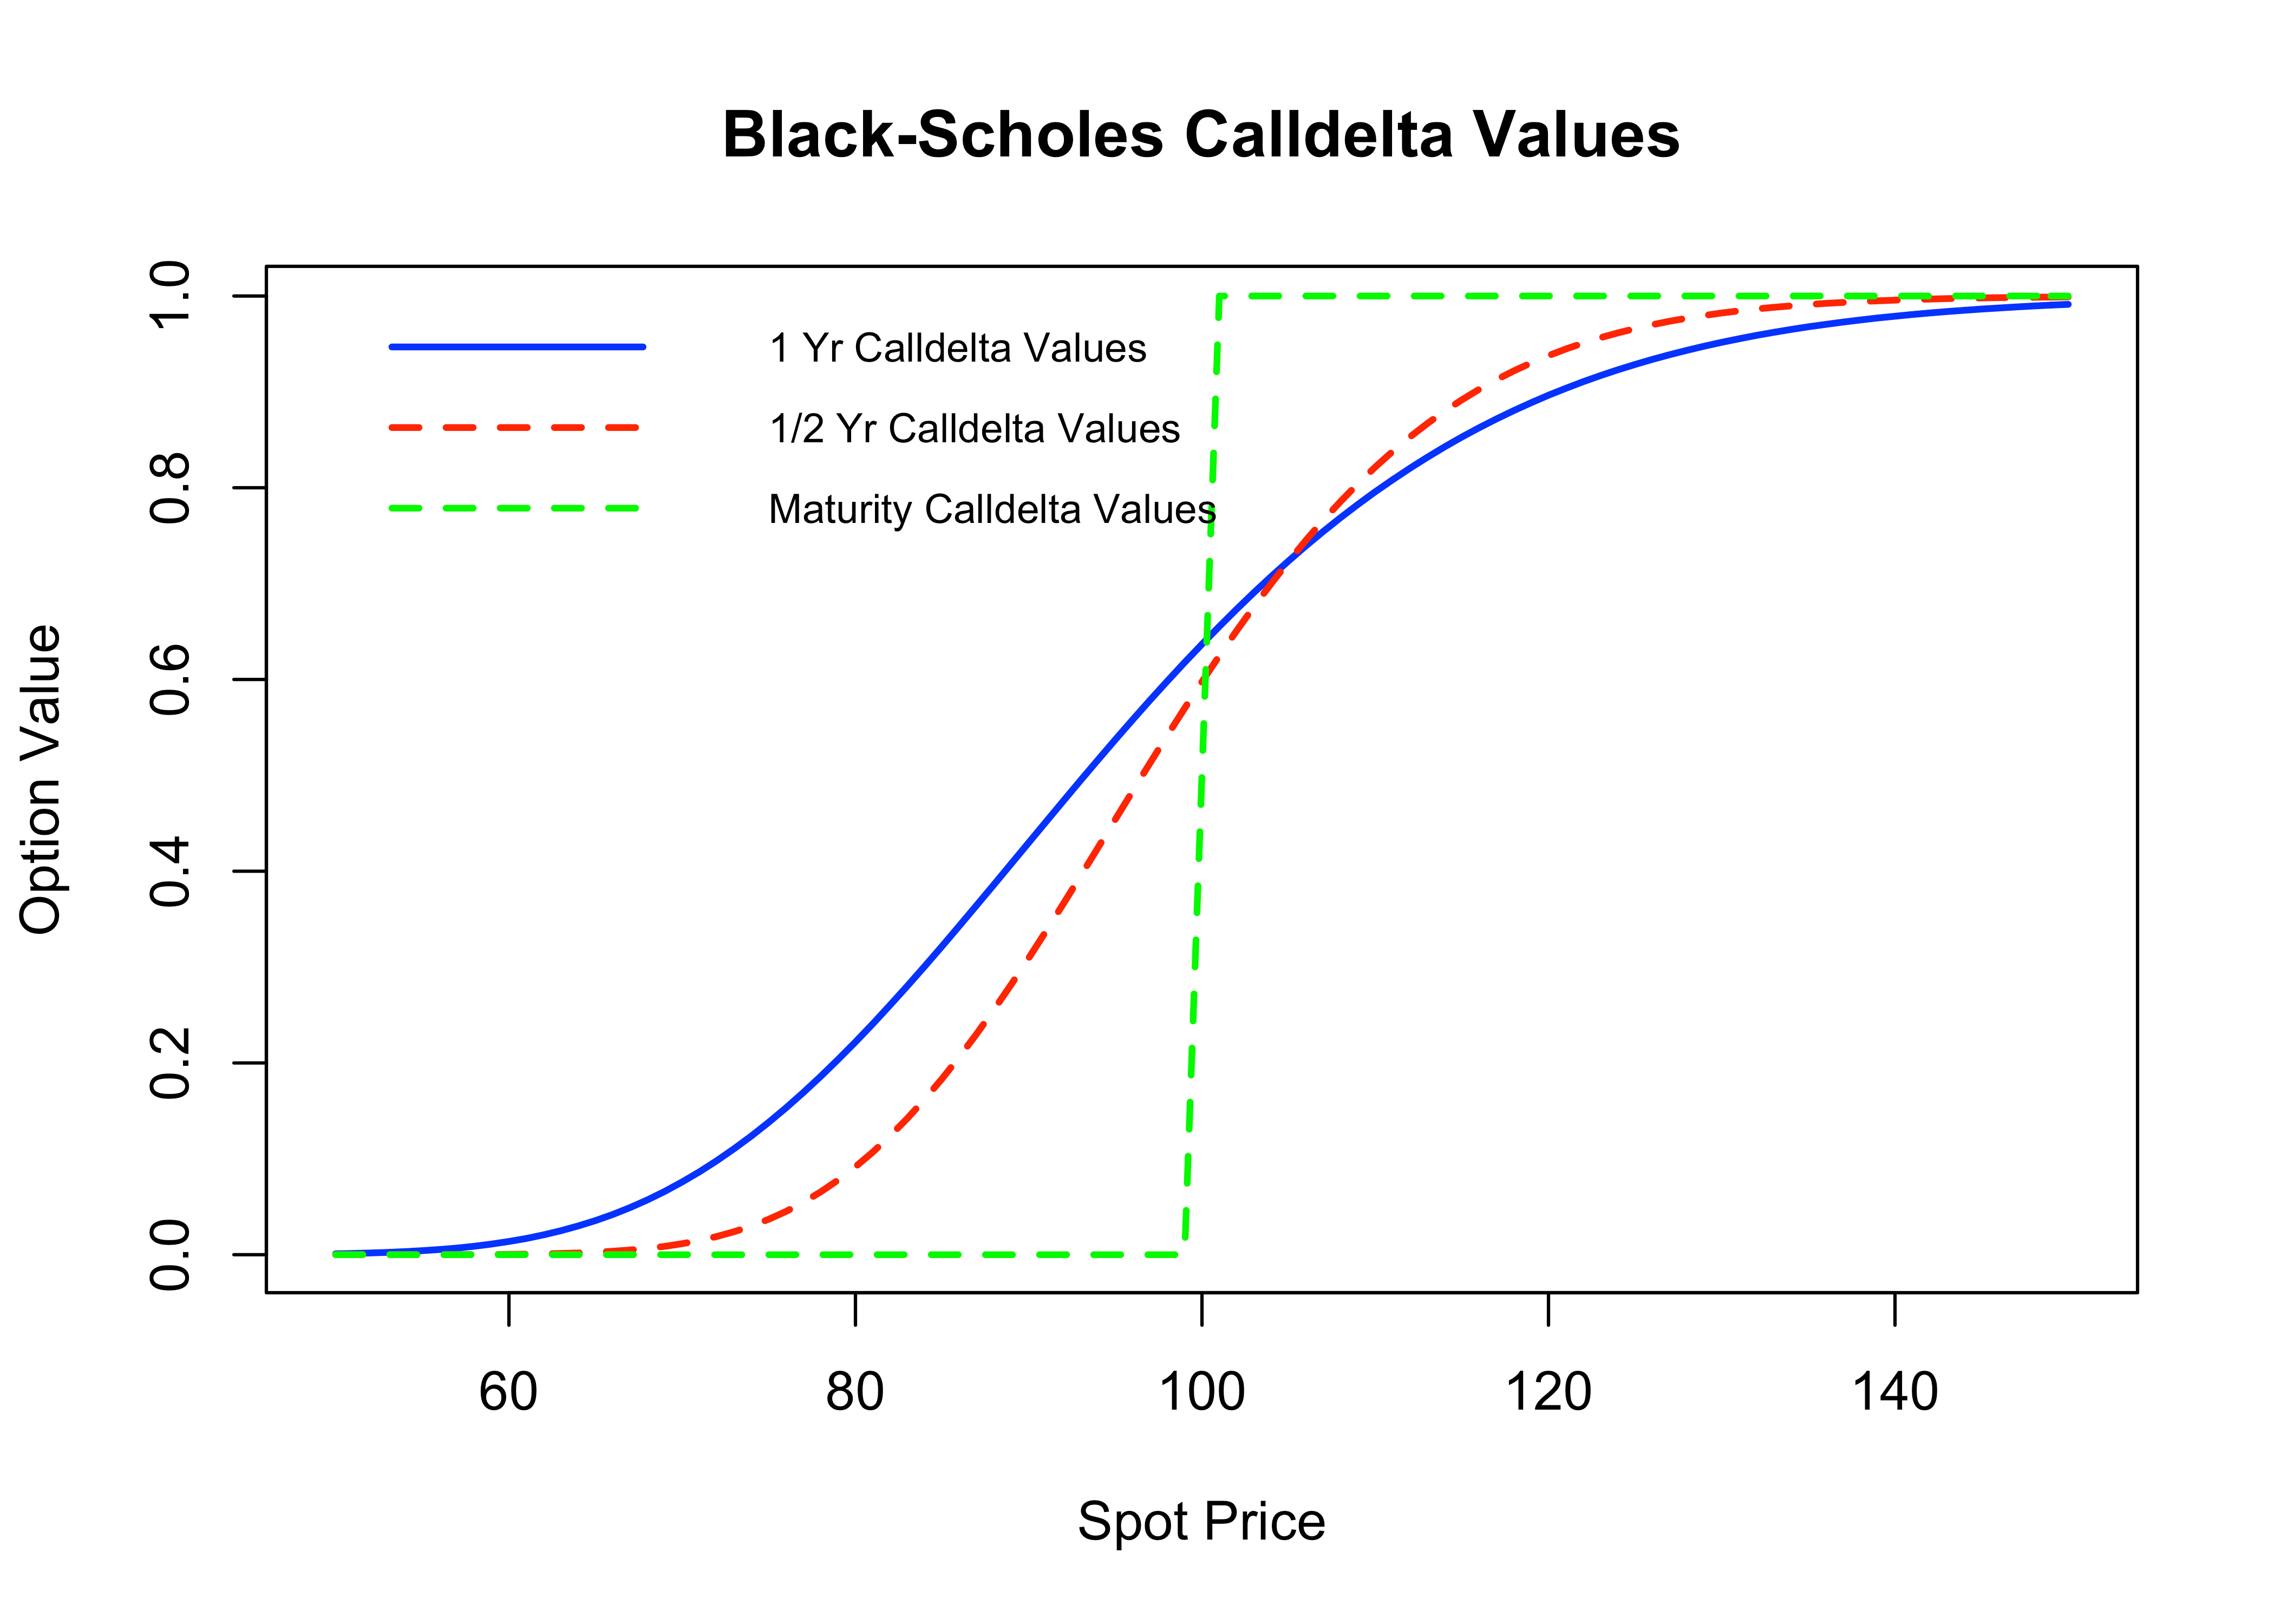 Black-Scholes Calldelta Values
1 Yr Calldelta Values
1/2 Yr Calldelta Values
Maturity Calldelta Values
Option Value
1.0
0.8
0.6
0.4
0.2
0.0
60 80 100 120 140
Spot Price